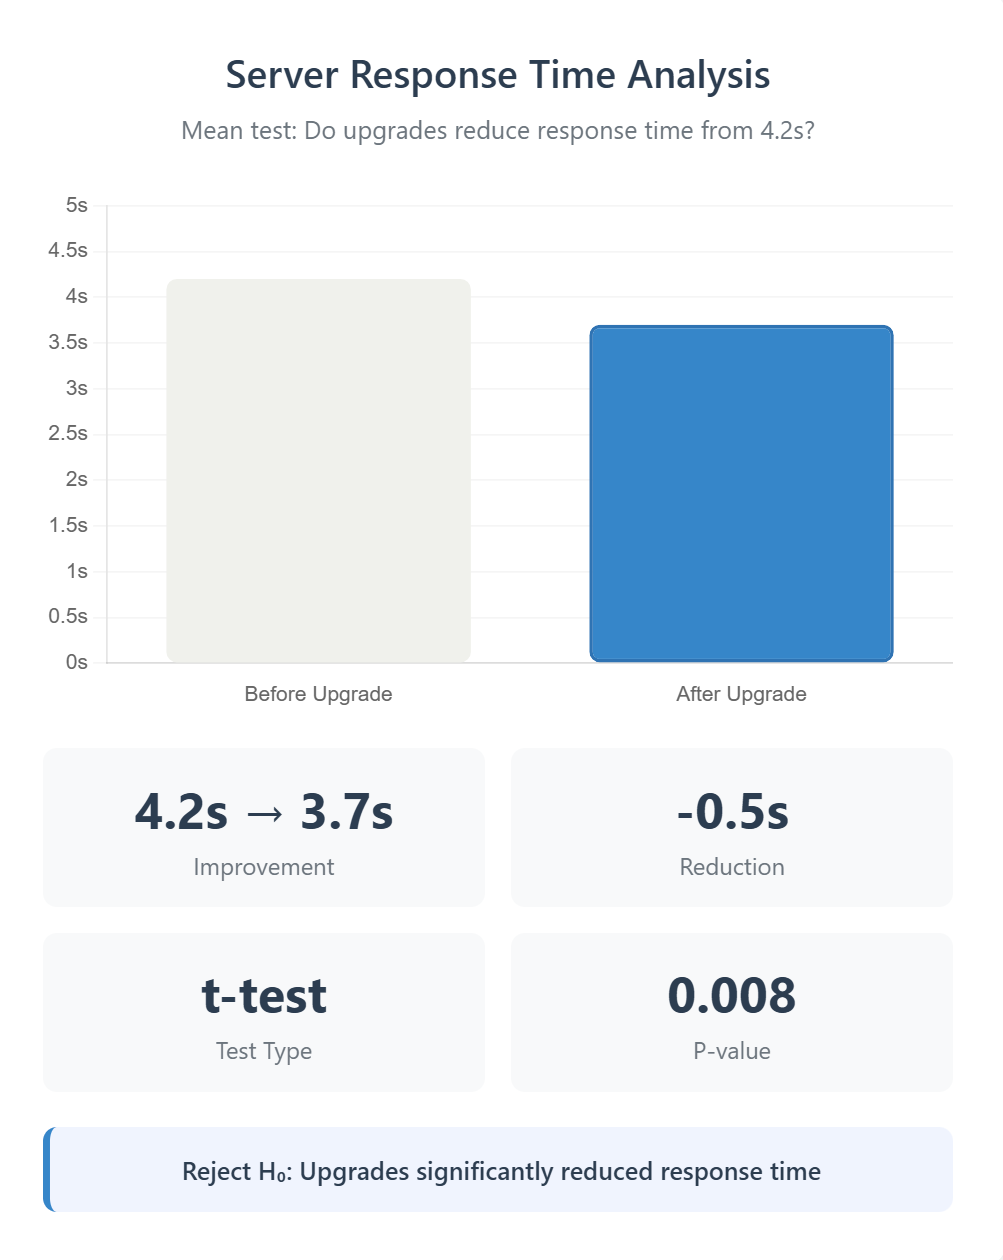 Server Response Time Analysis
Mean test: Do upgrades reduce response time from 4.2s?
5s
4.5s
4s
3.5s
3s
2.5s
2s
1.5s
1s
0.5s
0s
Before Upgrade
After Upgrade
4.2s → 3.7s
Improvement
-0.5s
Reduction
t-test
Test Type
0.008
P-value
Reject H₀: Upgrades significantly reduced response time